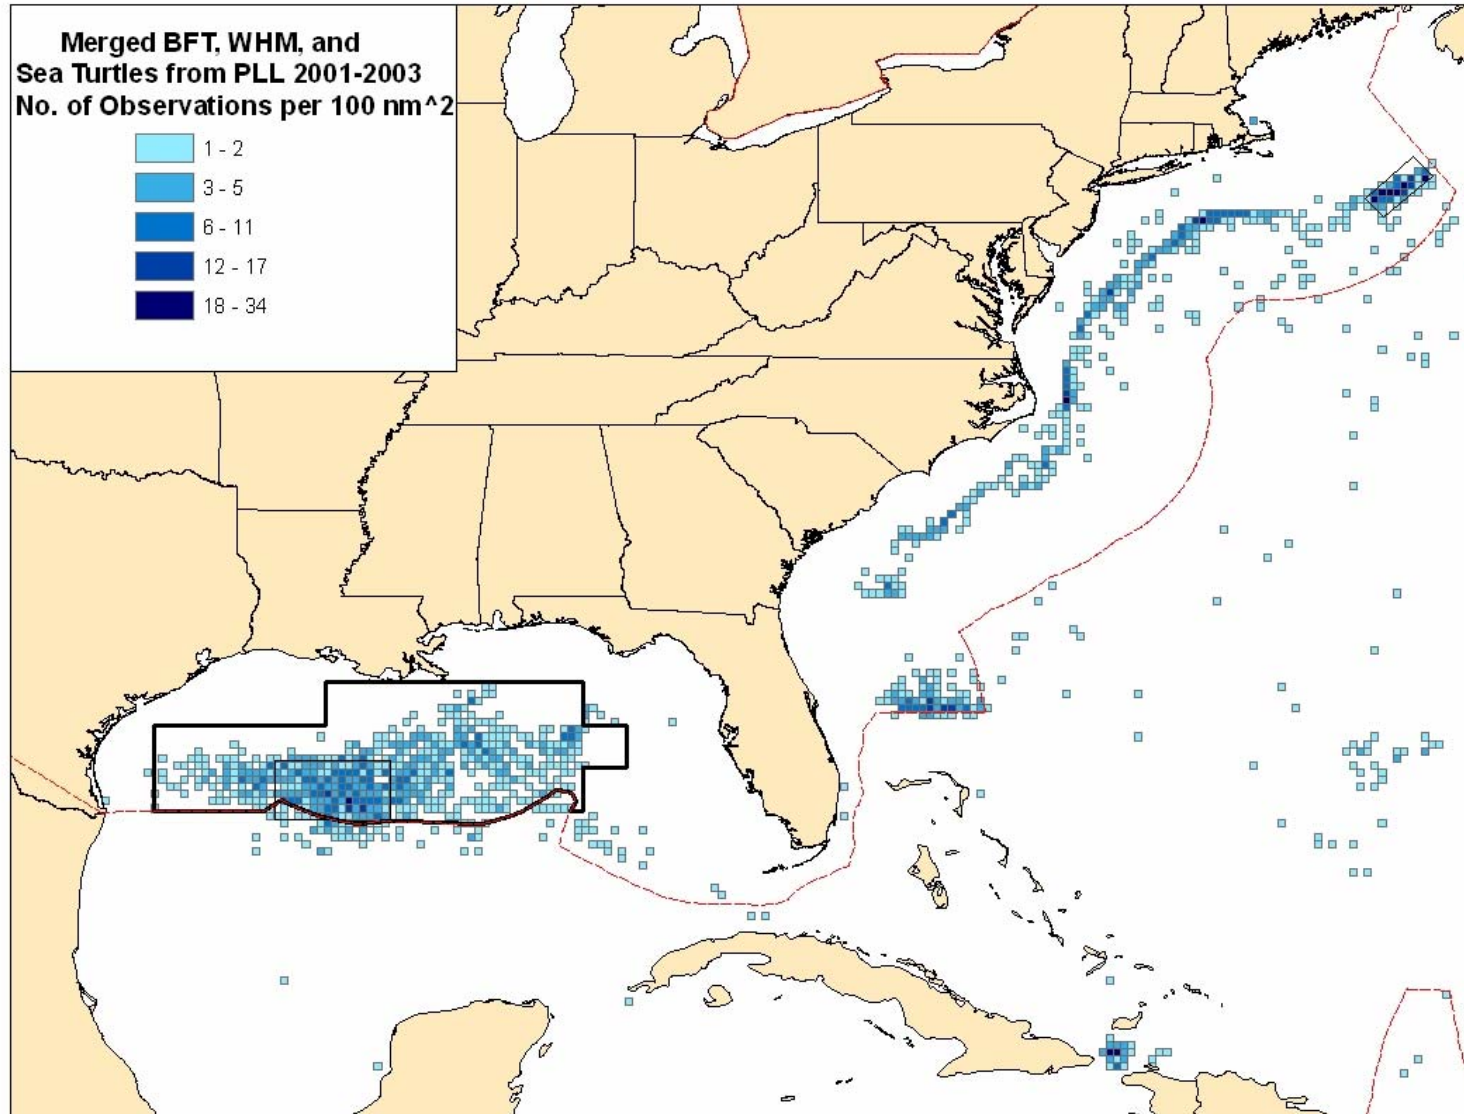 Merged BFT, WHM, and
Sea Turtles from PLL 2001-2003
No. of Observations per 100 nm^2
1 - 2
3 - 5
6 - 11
12 - 17
18 - 34